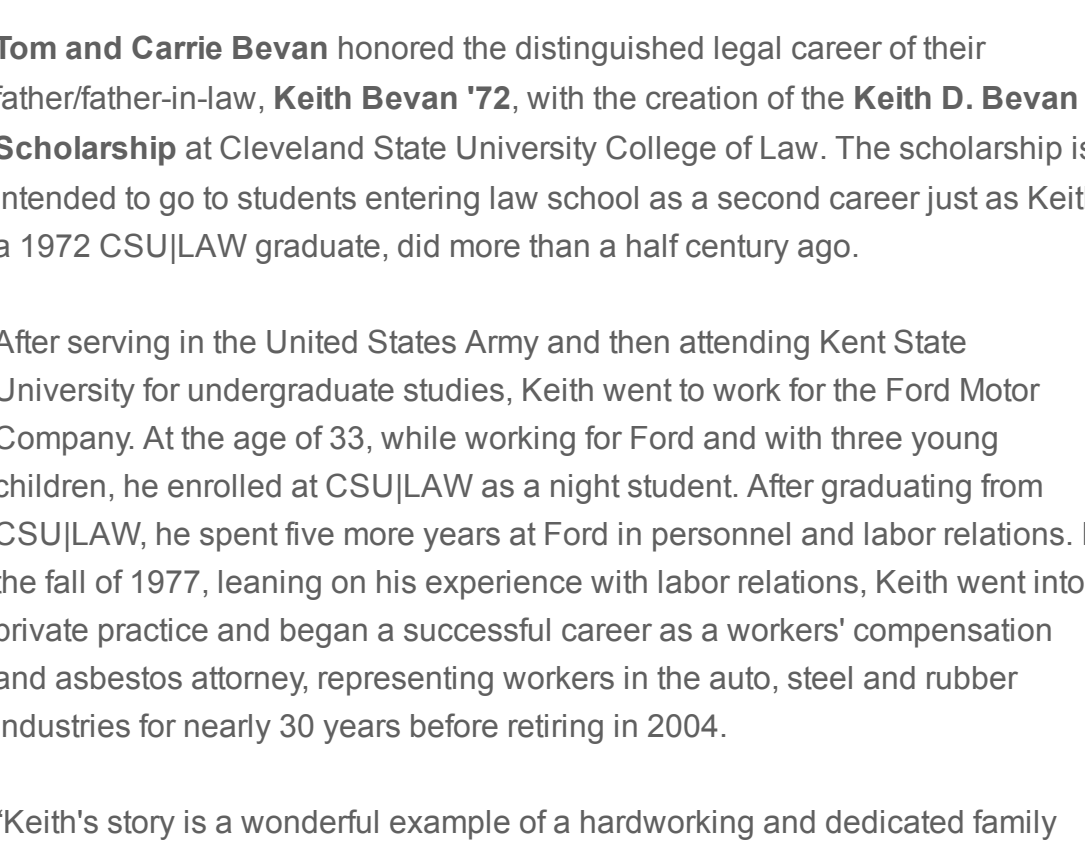 Tom and Carrie Bevan honored the distinguished legal career of their
father/father-in-law, Keith Bevan '72, with the creation of the Keith D. Bevan
Scholarship at Cleveland State University College of Law. The scholarship is
intended to go to students entering law school as a second career just as Keith
a 1972 CSU|LAW graduate, did more than a half century ago.

After serving in the United States Army and then attending Kent State
University for undergraduate studies, Keith went to work for the Ford Motor
Company. At the age of 33, while working for Ford and with three young
children, he enrolled at CSU|LAW as a night student. After graduating from
CSU|LAW, he spent five more years at Ford in personnel and labor relations.
the fall of 1977, leaning on his experience with labor relations, Keith went into
private practice and began a successful career as a workers' compensation
and asbestos attorney, representing workers in the auto, steel and rubber
industries for nearly 30 years before retiring in 2004.

“Keith's story is a wonderful example of a hardworking and dedicated family